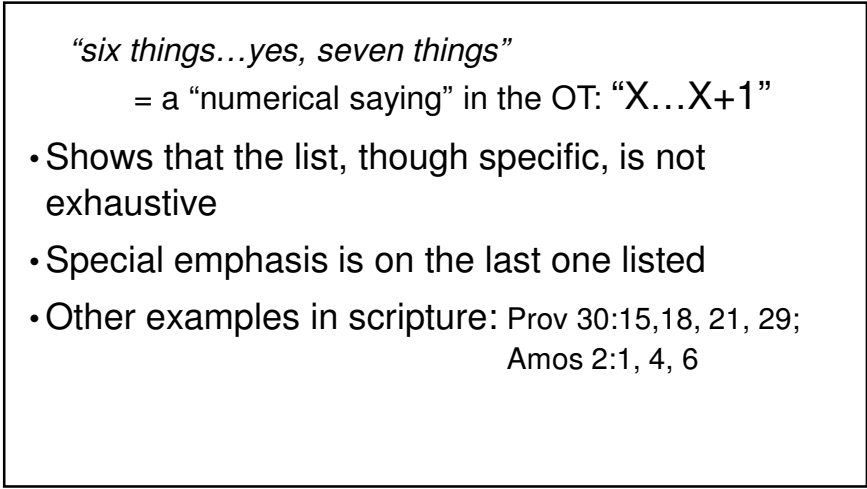 “six things…yes, seven things”
= a “numerical saying” in the OT: “X…X+1”
• Shows that the list, though specific, is not
exhaustive
• Special emphasis is on the last one listed
• Other examples in scripture: Prov 30:15,18, 21, 29;
Amos 2:1, 4, 6